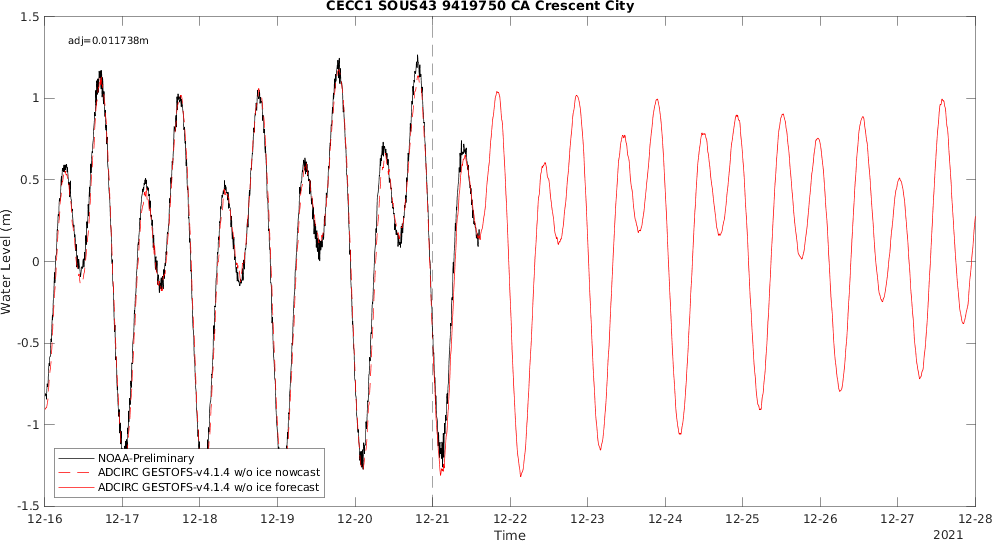 CECC1 SOUS43 9419750 CA Crescent City
adj=0.011738m
1.5
1
0.5
0
-0.5
-1
-1.5
Water Level (m)
NOAA-Preliminary
ADCIRC GESTOFS-v4.1.4 w/o ice nowcast
ADCIRC GESTOFS-v4.1.4 w/o ice forecast
12-16 12-17 12-18 12-19 12-20 12-21 12-22 12-23 12-24 12-25 12-26 12-27 12-28
Time
2021